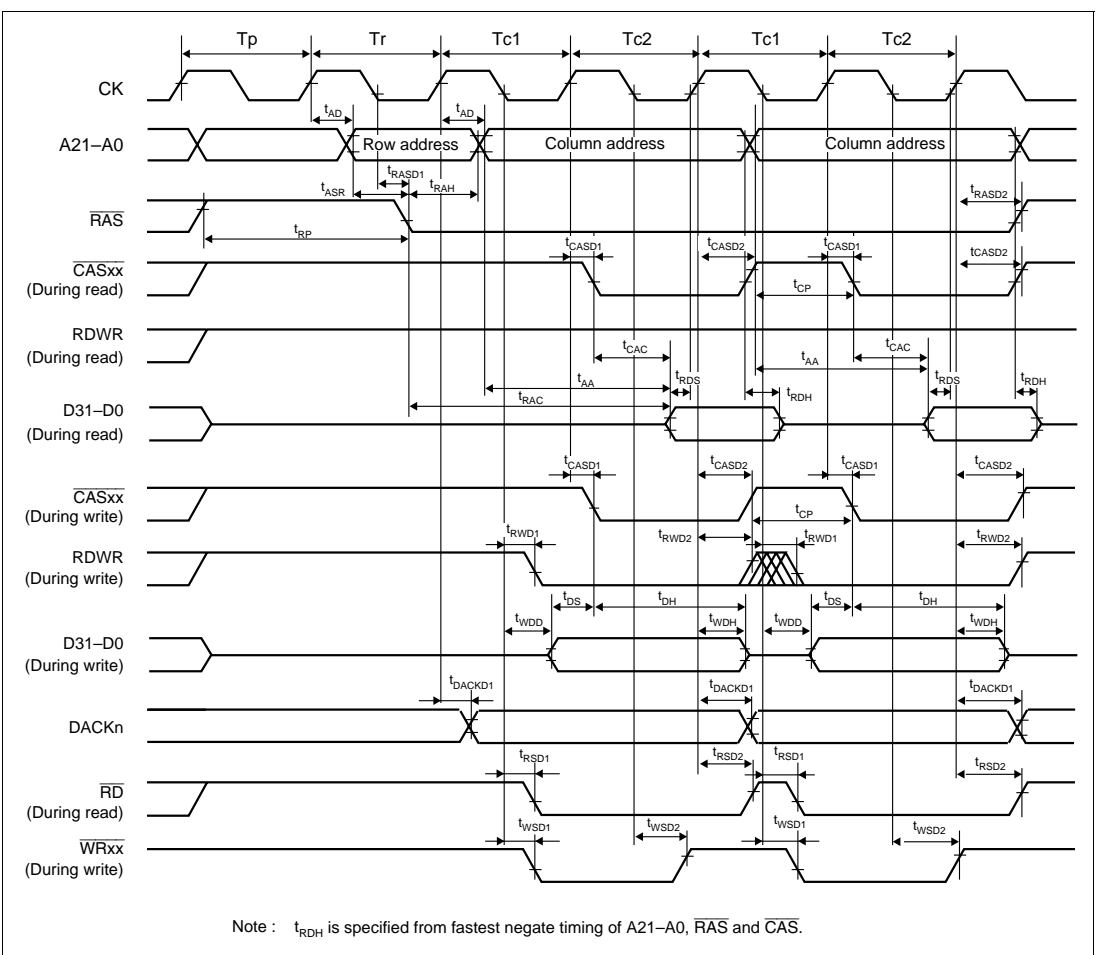 Tp Tr Tc1 Tc2 Tc1 Tc2
CK
tAD tAD
A21–A0 Row address Column address Column address
tRASD1
tASR tRAH tRASD2
RAS
tRP
tCASD1 tCASD2 tCASD1 tCASD2
CASxx
(During read)
tCP
RDWR
(During read)
tCAC tCAC
tAA tAA
tRDS tRDS
tRAC tRDH tRDH
D31–D0
(During read)
tCASD1 tCASD2 tCASD1 tCASD2
CASxx
(During write)
tCP
tRWD1 tRWD2 tRWD1 tRWD2
RDWR
(During write)
tDS tDH tDS tDH
tWDD tWDH tWDD tWDH
D31–D0
(During write)
tDACKD1 tDACKD1 tDACKD1
DACKn
tRSD1 tRSD2 tRSD1 tRSD2
RD
(During read)
tWSD1 tWSD2 tWSD1 tWSD2
WRxx
(During write)
Note : tRDH is specified from fastest negate timing of A21–A0, RAS and CAS.